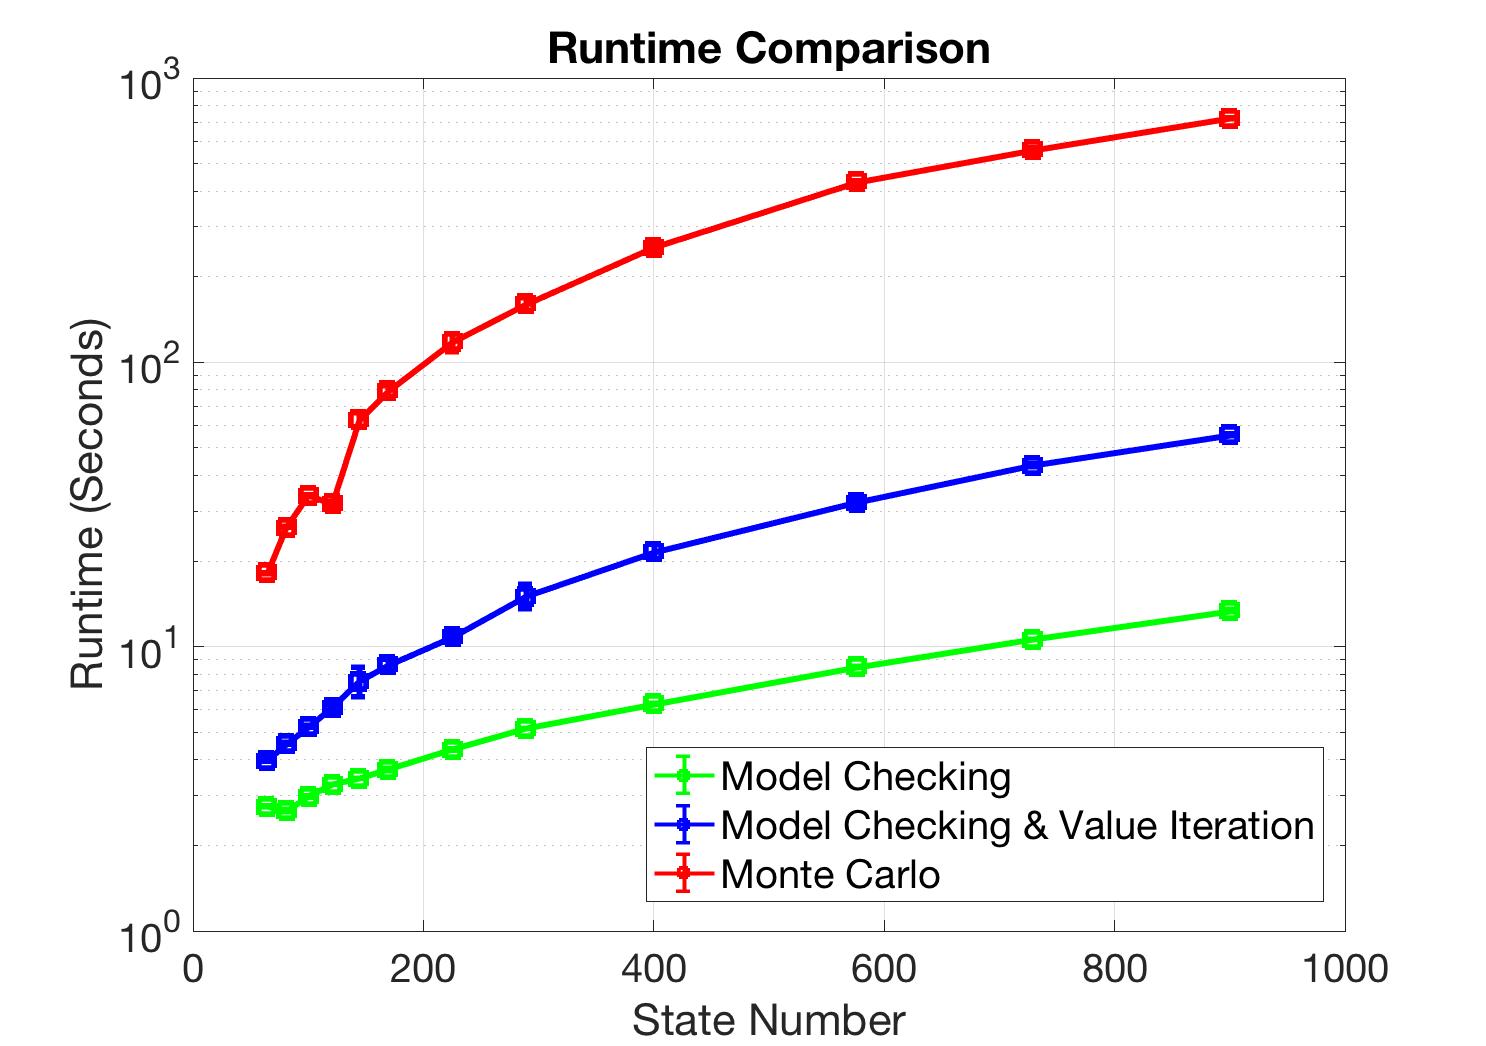 Runtime Comparison
10³
10²
10¹
10⁰
Runtime (Seconds)
Model Checking
Model Checking & Value Iteration
Monte Carlo
0 200 400 600 800 1000
State Number